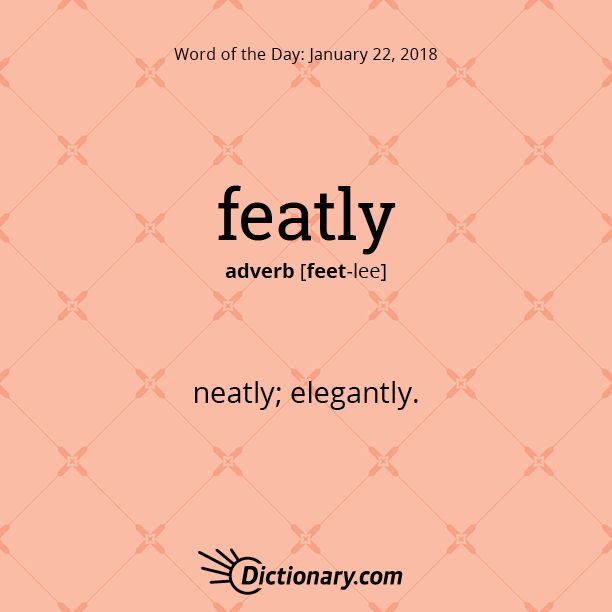 Word of the Day: January 22, 2018
featly
adverb [feet-lee]
neatly; elegantly.
Dictionary.com